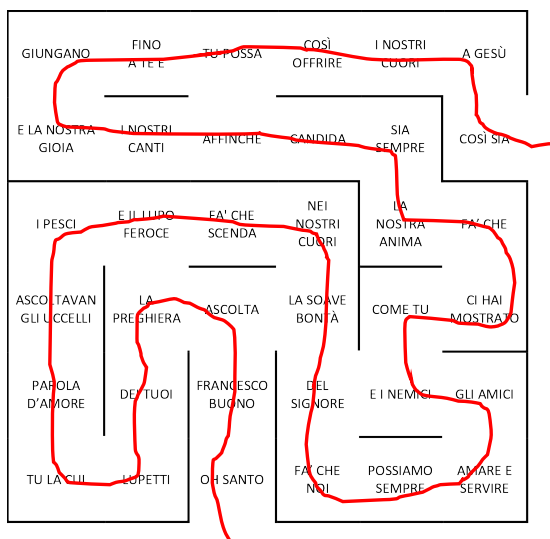 GIUNGANO
FINO
A TE E
TU POSSA
COSÌ
OFFRIRE
I NOSTRI
CUORI
A GESÙ
E LA NOSTRA
GIOIA
I NOSTRI
CANTI
AFFINCHE
CANDIDA
SIA
SEMPRE
COSÌ SIA
I PESCI
E IL LUPO
FEROCE
FA' CHE
SCENDA
NEI
NOSTRI
CUORI
LA
NOSTRA
ANIMA
FA' CHE
ASCOLTAVAN
GLI UCCELLI
LA
PREGHIERA
ASCOLTA
LA SOAVE
BONTÀ
COME TU
CI HAI
MOSTRATO
PAROLA
D'AMORE
DEI TUOI
FRANCESCO
BUONO
DEL
SIGNORE
E I NEMICI
GLI AMICI
TU LA CUI
LUPETTI
OH SANTO
FA' CHE
NOI
POSSIAMO
SEMPRE
AMARE E
SERVIRE